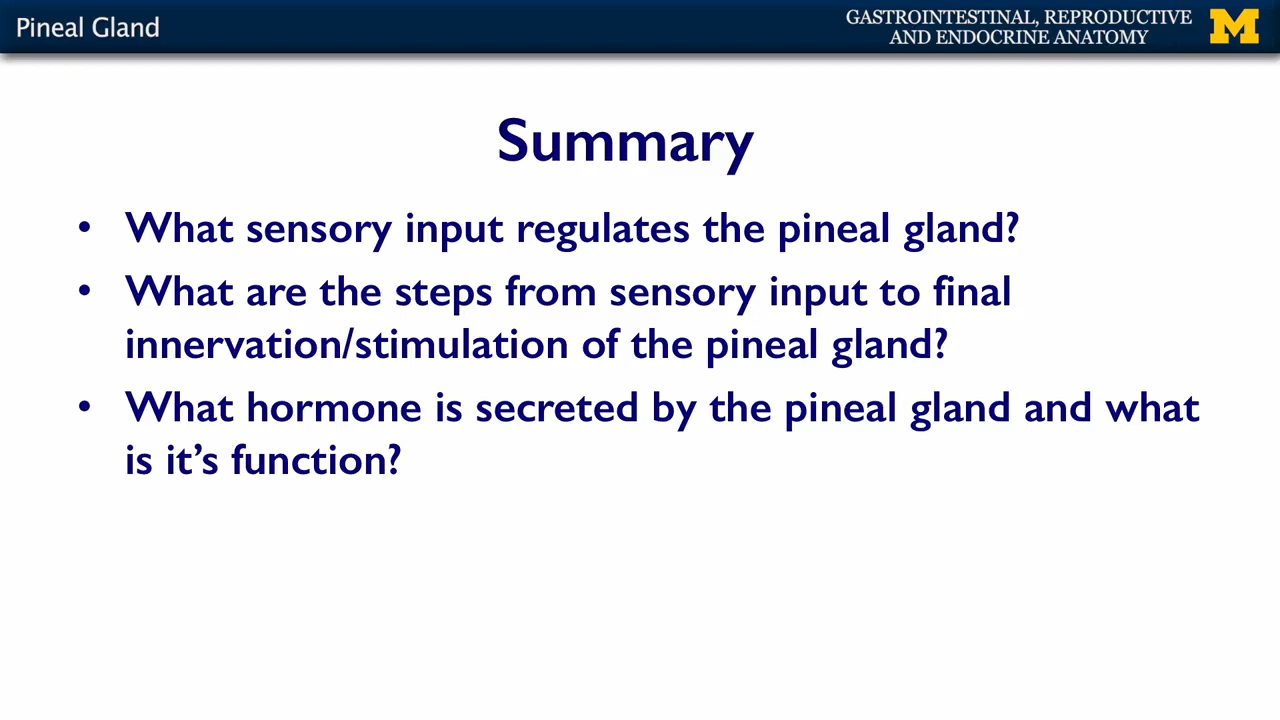 Pineal Gland
GASTROINTESTINAL, REPRODUCTIVE
AND ENDOCRINE ANATOMY
M
Summary
• What sensory input regulates the pineal gland?
• What are the steps from sensory input to final
innervation/stimulation of the pineal gland?
• What hormone is secreted by the pineal gland and what
is it’s function?